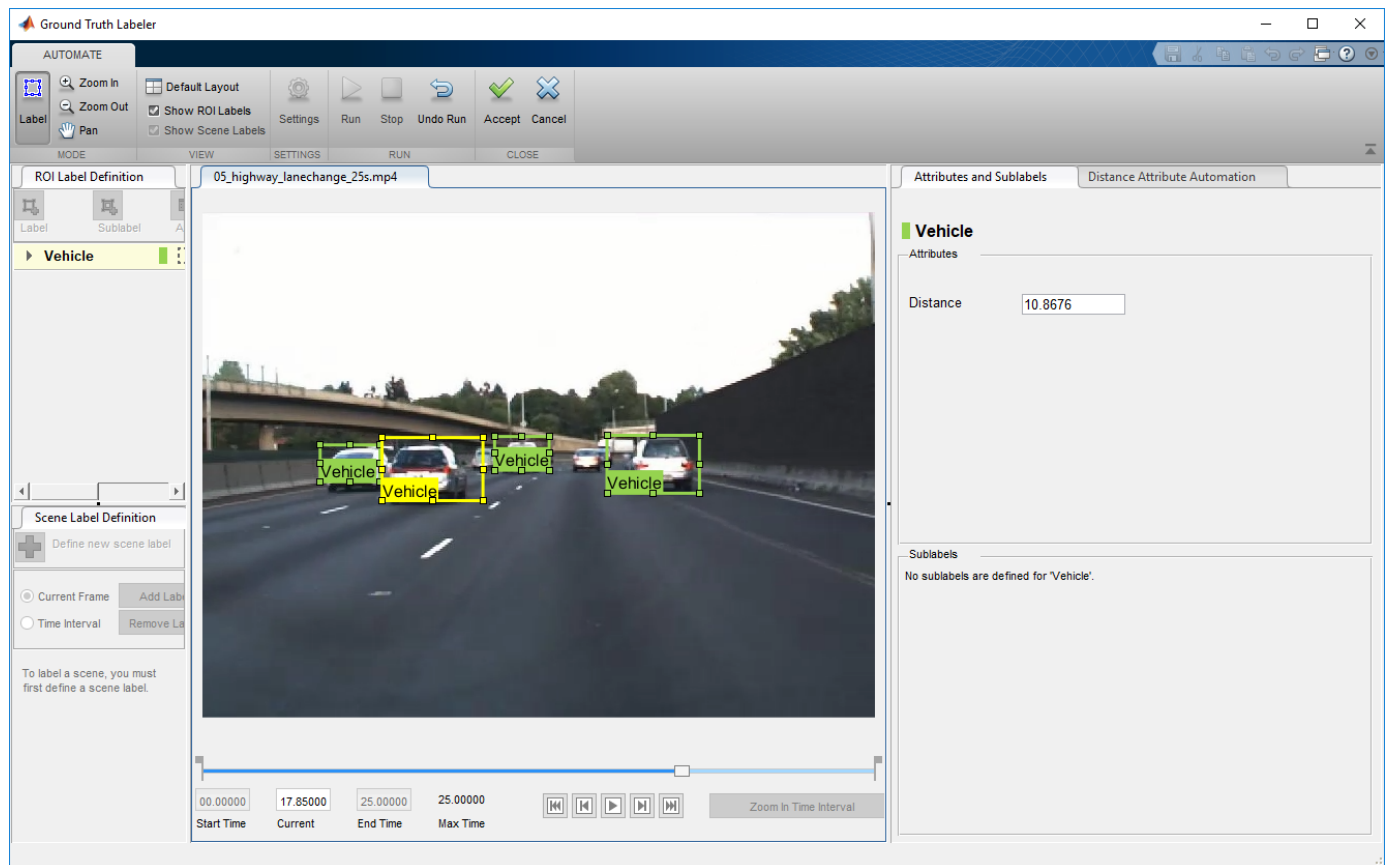 Ground Truth Labeler
AUTOMATE
Label
Zoom In
Zoom Out
Pan
MODE
Default Layout
Show ROI Labels
Show Scene Labels
VIEW
Settings
SETTINGS
Run
Stop
Undo Run
RUN
Accept
Cancel
CLOSE
ROI Label Definition
Label
Sublabel
A
Vehicle
Scene Label Definition
Define new scene label
Current Frame
Add Labe
Time Interval
Remove La
To label a scene, you must
first define a scene label.
05_highway_lanechange_25s.mp4
Vehicle
Vehicle
Vehicle
Vehicle
00.00000
17.85000
25.00000
25.00000
Start Time
Current
End Time
Max Time
Zoom In Time Interval
Attributes and Sublabels
Distance Attribute Automation
Vehicle
Attributes
Distance
10.8676
Sublabels
No sublabels are defined for 'Vehicle'.